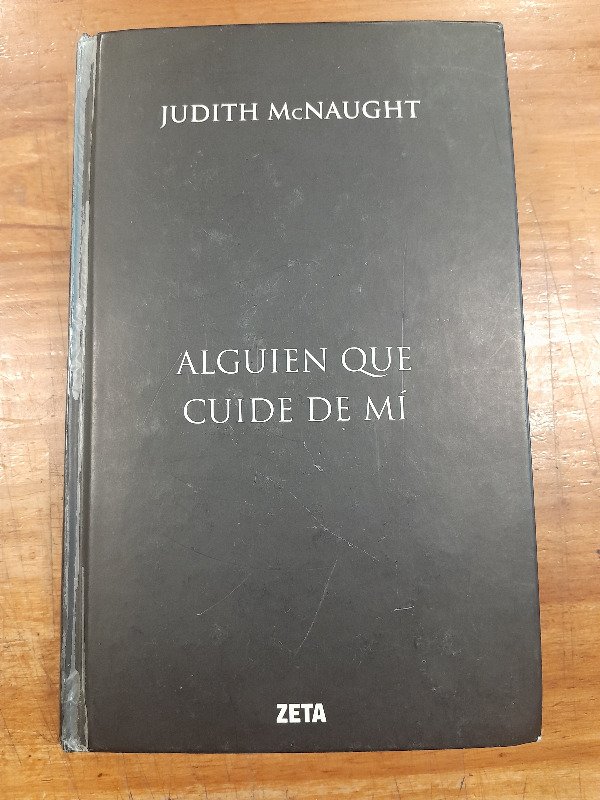 JUDITH McNAUGHT
ALGUIEN QUE
CUIDE DE MÍ
ZETA